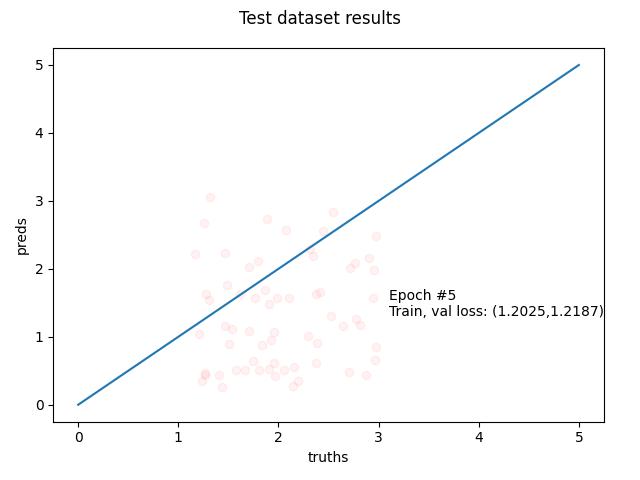 Test dataset results
5
4
3
2
1
0
preds
Epoch #5
Train, val loss: (1.2025,1.2187)
0 1 2 3 4 5
truths